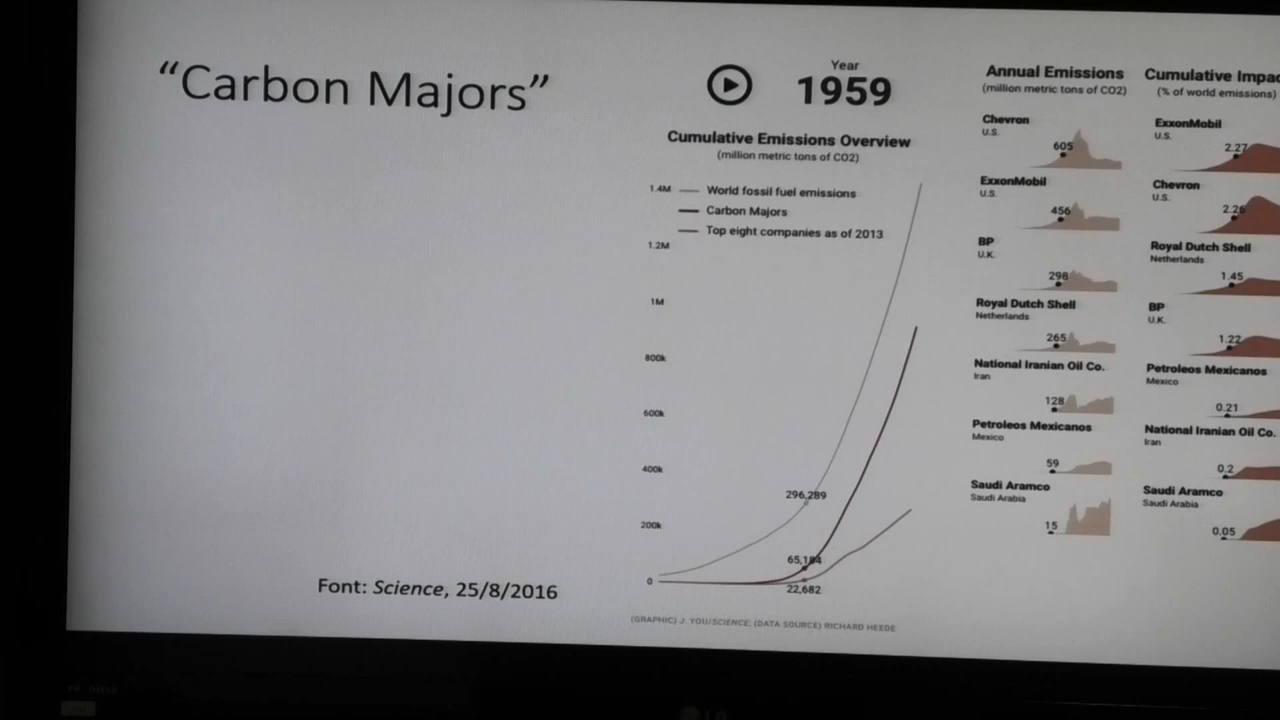 “Carbon Majors”
Font: Science, 25/8/2016
Year
1959
Cumulative Emissions Overview
(million metric tons of CO2)
1.4M
World fossil fuel emissions
Carbon Majors
Top eight companies as of 2013
1.2M
1M
800k
600k
400k
200k
0
296,289
65,184
22,682
(GRAPHIC) J. YOU/SCIENCE; (DATA SOURCE) RICHARD HEEDE
Annual Emissions
(million metric tons of CO2)
Chevron
U.S.
605
ExxonMobil
U.S.
456
BP
U.K.
298
Royal Dutch Shell
Netherlands
265
National Iranian Oil Co.
Iran
128
Petroleos Mexicanos
Mexico
59
Saudi Aramco
Saudi Arabia
15
Cumulative Impac
(% of world emissions)
ExxonMobil
U.S.
2.27
Chevron
U.S.
2.26
Royal Dutch Shell
Netherlands
1.45
BP
U.K.
1.22
Petroleos Mexicanos
Mexico
0.21
National Iranian Oil Co.
Iran
0.2
Saudi Aramco
Saudi Arabia
0.05
LG